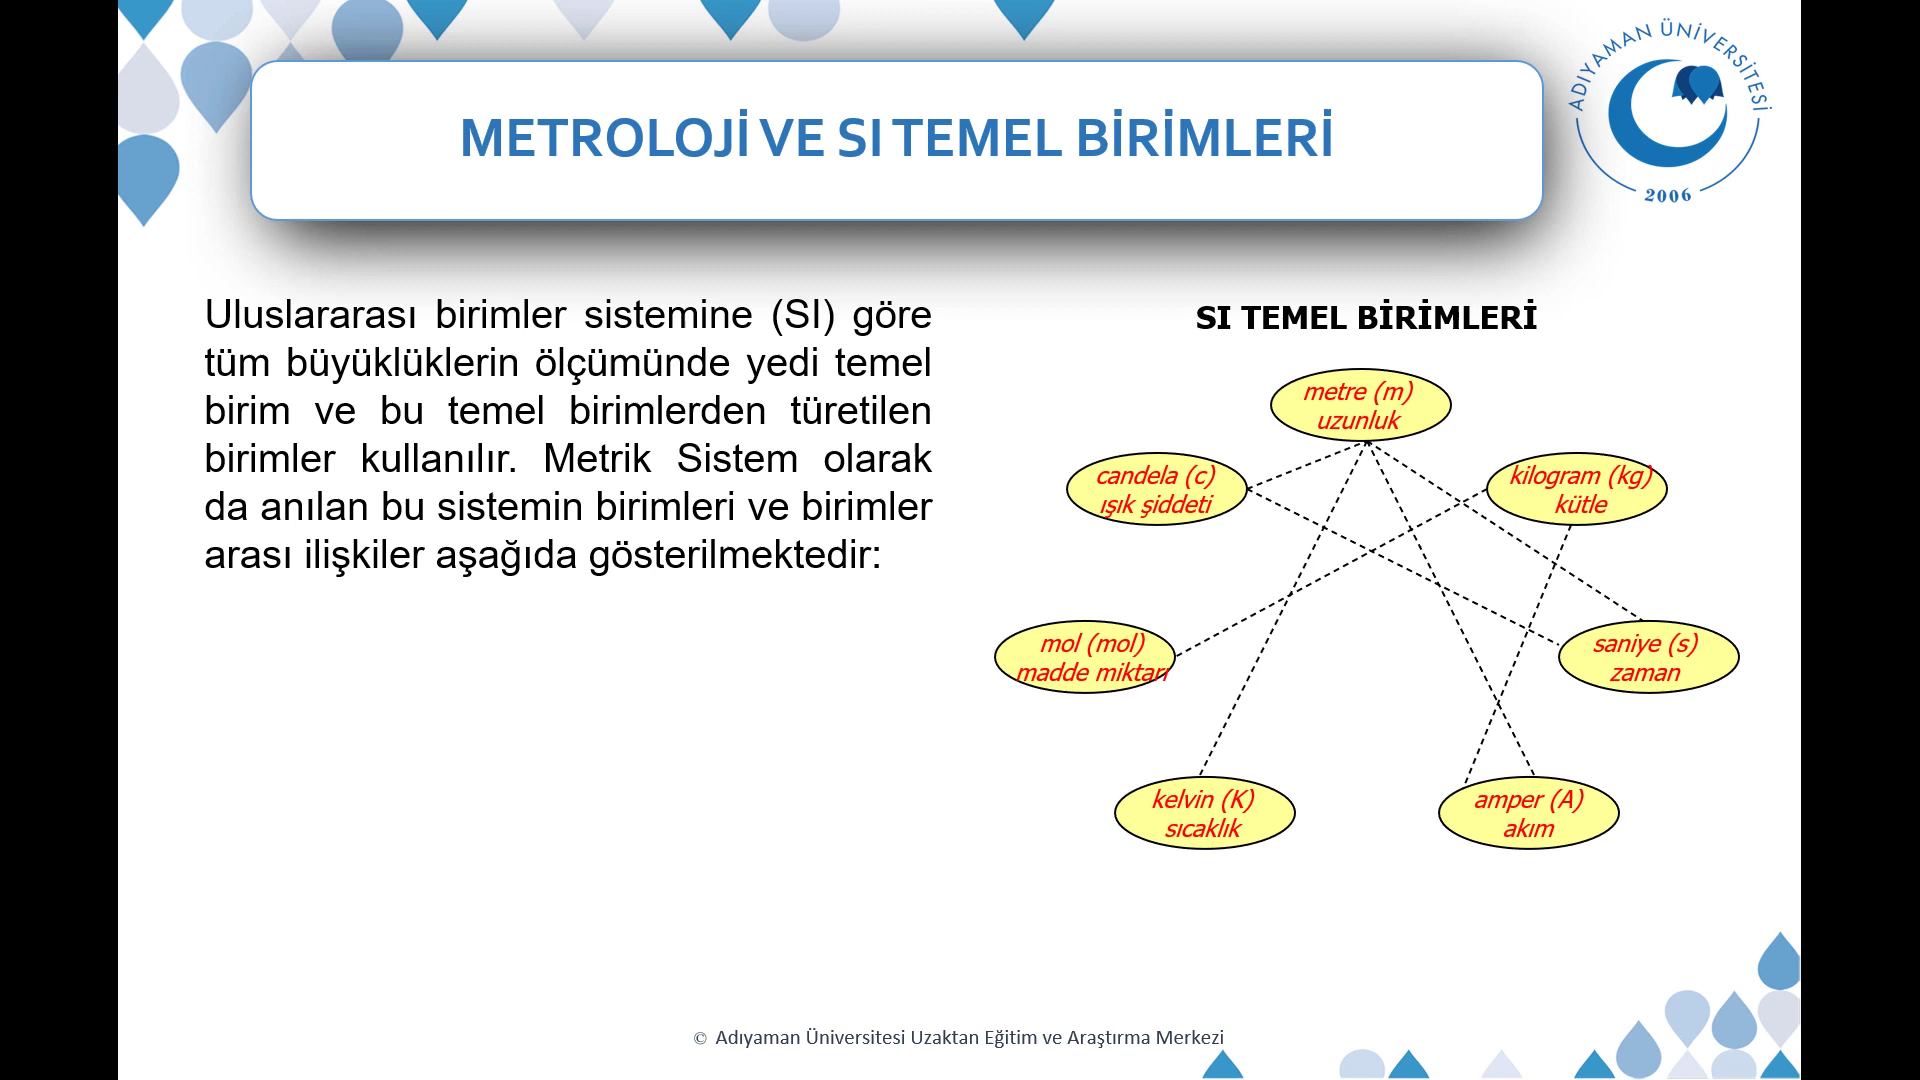 METROLOJİ VE SI TEMEL BİRİMLERİ
ADIYAMAN ÜNİVERSİTESİ
2006
Uluslararası birimler sistemine (SI) göre
tüm büyüklüklerin ölçümünde yedi temel
birim ve bu temel birimlerden türetilen
birimler kullanılır. Metrik Sistem olarak
da anılan bu sistemin birimleri ve birimler
arası ilişkiler aşağıda gösterilmektedir:
SI TEMEL BİRİMLERİ
metre (m)
uzunluk
candela (c)
ışık şiddeti
kilogram (kg)
kütle
mol (mol)
madde miktarı
saniye (s)
zaman
kelvin (K)
sıcaklık
amper (A)
akım
© Adıyaman Üniversitesi Uzaktan Eğitim ve Araştırma Merkezi